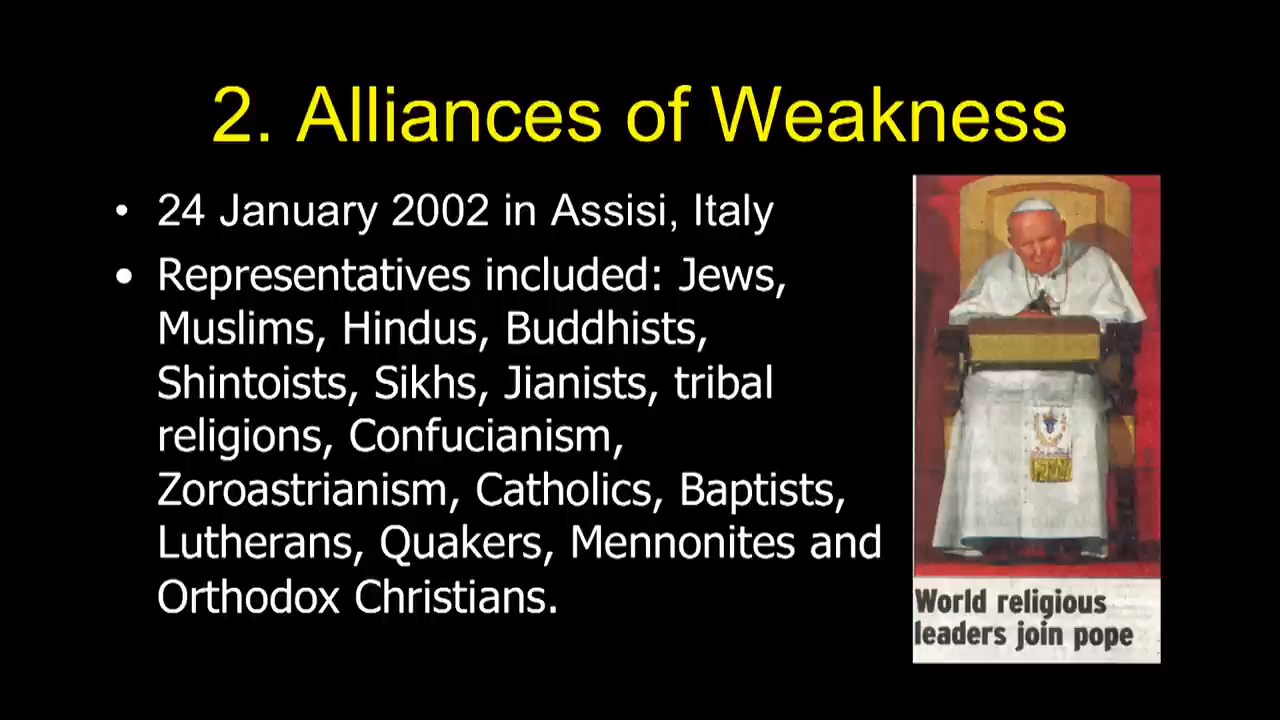 2. Alliances of Weakness
• 24 January 2002 in Assisi, Italy
• Representatives included: Jews,
Muslims, Hindus, Buddhists,
Shintoists, Sikhs, Jianists, tribal
religions, Confucianism,
Zoroastrianism, Catholics, Baptists,
Lutherans, Quakers, Mennonites and
Orthodox Christians.
World religious
leaders join pope